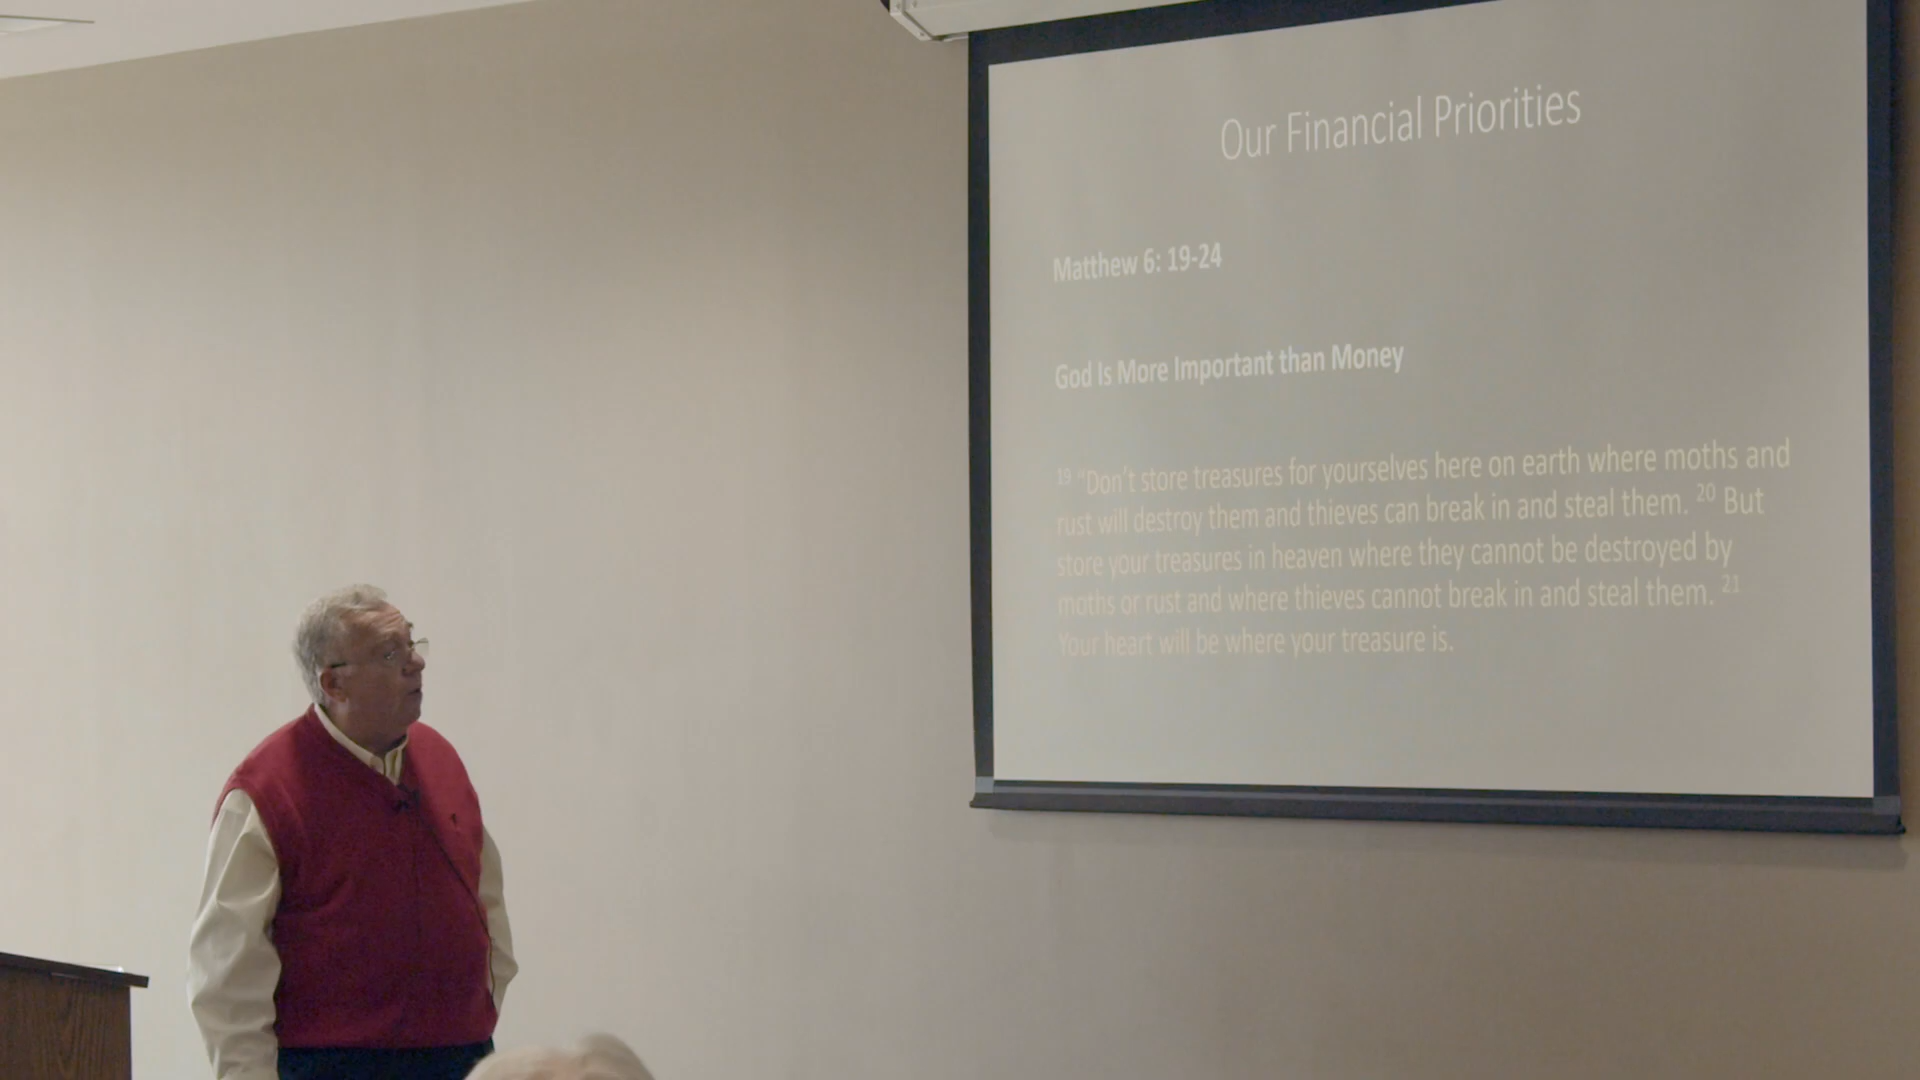 Our Financial Priorities
Matthew 6: 19-24
God Is More Important than Money
19 "Don't store treasures for yourselves here on earth where moths and
rust will destroy them and thieves can break in and steal them. 20 But
store your treasures in heaven where they cannot be destroyed by
moths or rust and where thieves cannot break in and steal them. 21
Your heart will be where your treasure is.